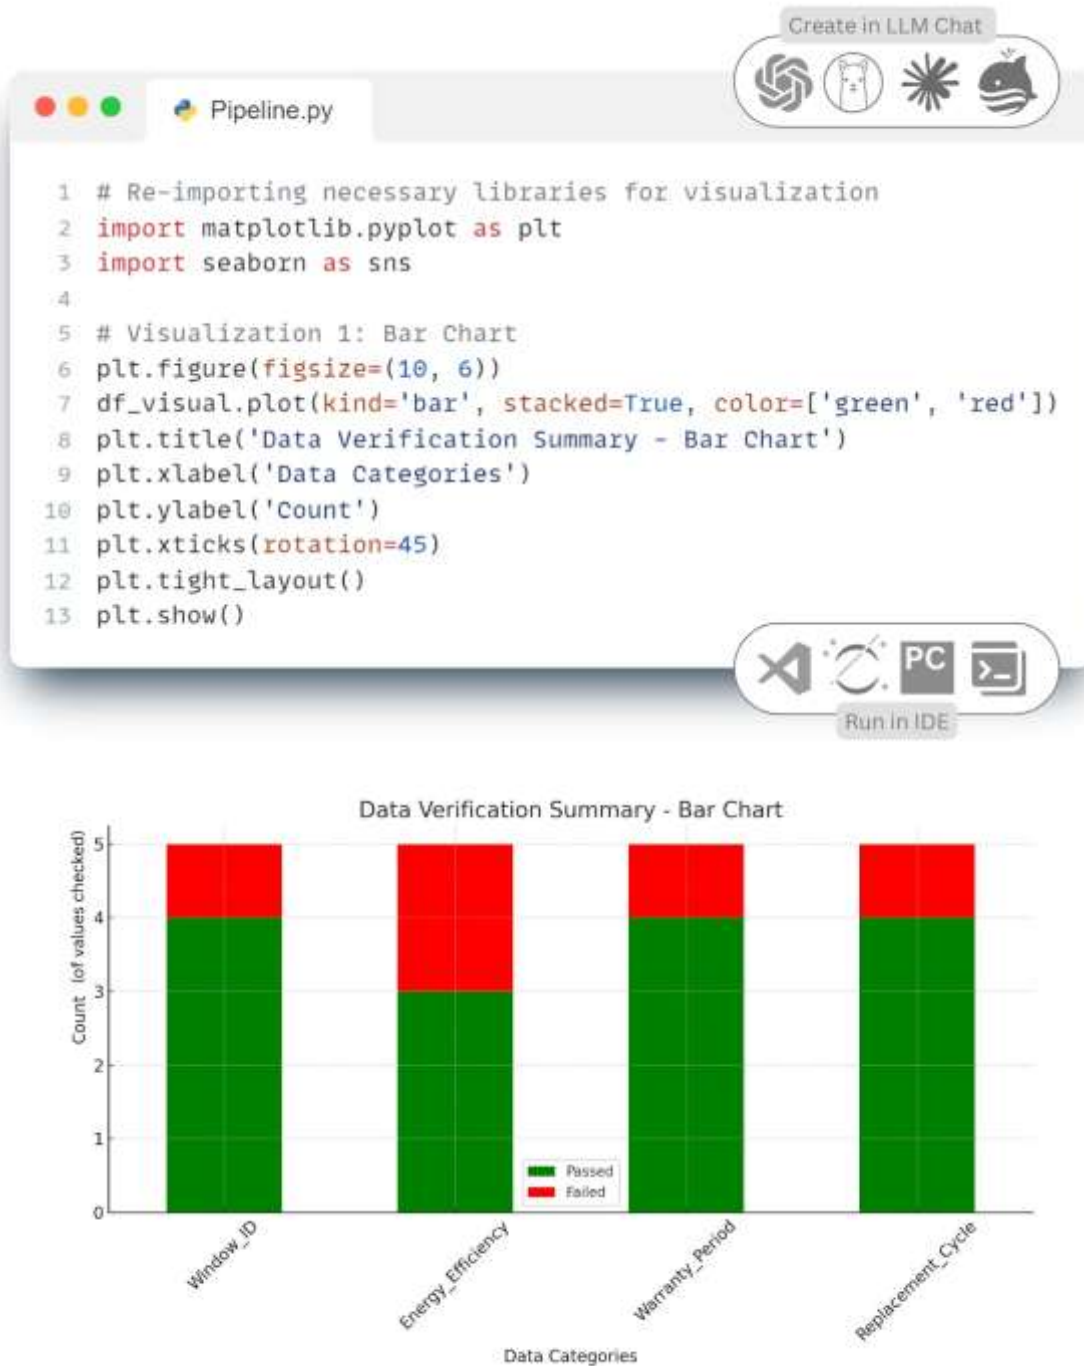 Create in LLM Chat
Pipeline.py
1 # Re-importing necessary libraries for visualization
2 import matplotlib.pyplot as plt
3 import seaborn as sns
4
5 # Visualization 1: Bar Chart
6 plt.figure(figsize=(10, 6))
7 df_visual.plot(kind='bar', stacked=True, color=['green', 'red'])
8 plt.title('Data Verification Summary - Bar Chart')
9 plt.xlabel('Data Categories')
10 plt.ylabel('Count')
11 plt.xticks(rotation=45)
12 plt.tight_layout()
13 plt.show()
PC
Run in IDE
Data Verification Summary - Bar Chart
Count (of values checked)
5
4
3
2
1
0
Passed
Failed
Window_ID
Energy_Efficiency
Warranty_Period
Replacement_Cycle
Data Categories